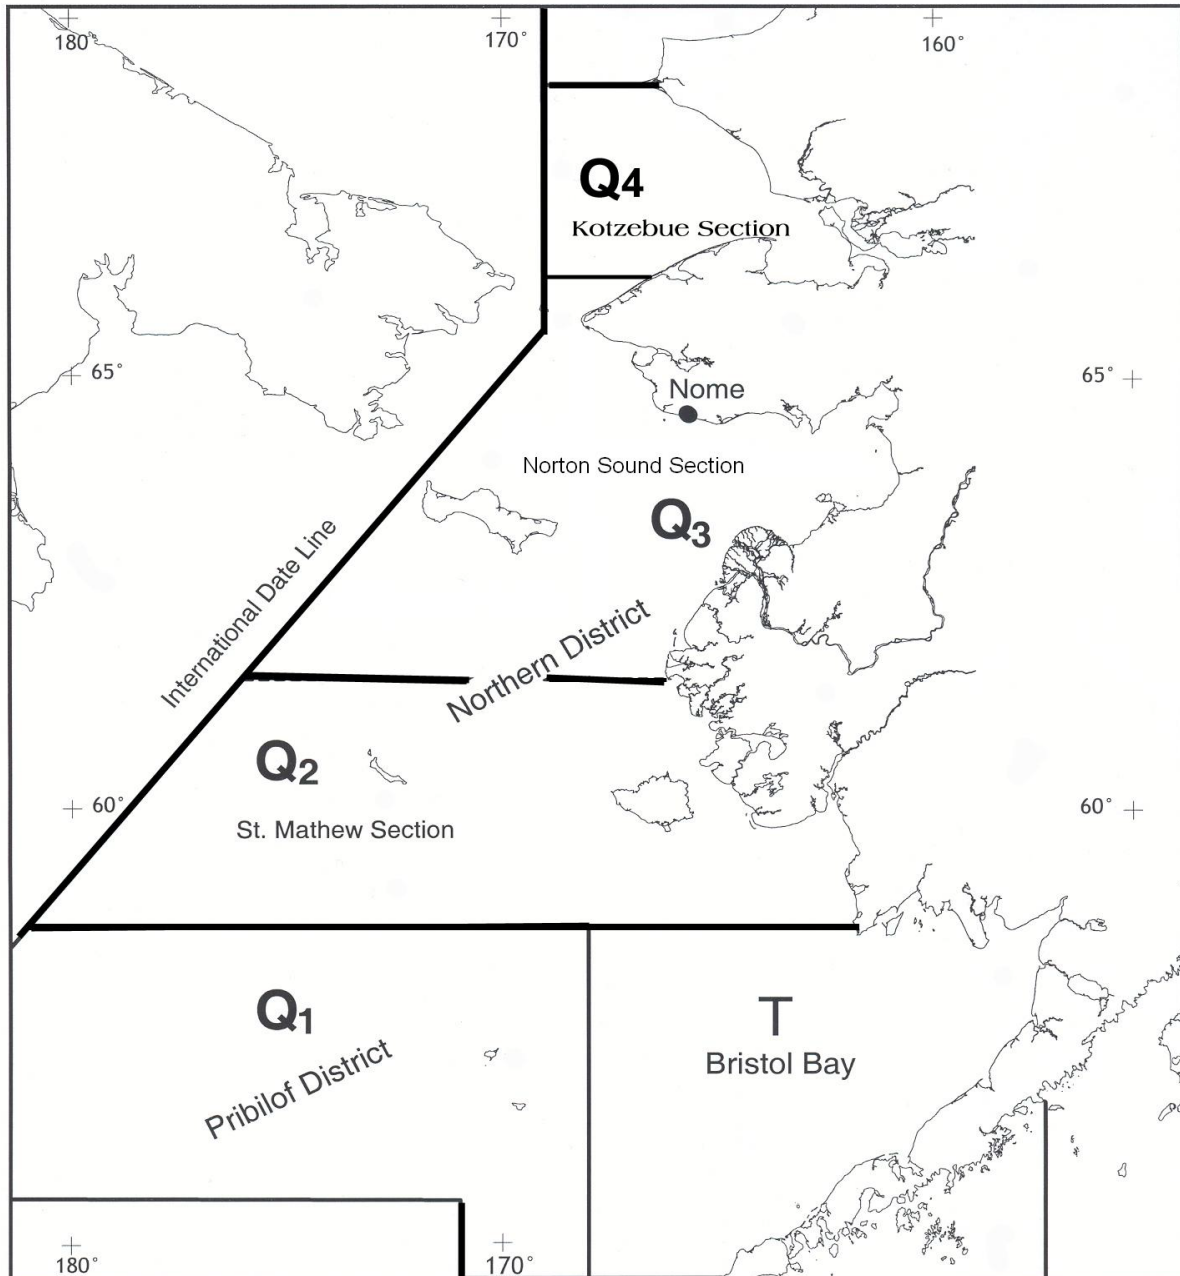 180°
170°
160°
Q4
Kotzebue Section
65°
65°
Nome
Norton Sound Section
Q3
International Date Line
Northern District
Q2
60°
60°
St. Mathew Section
Q1
T
Bristol Bay
Pribilof District
180°
170°